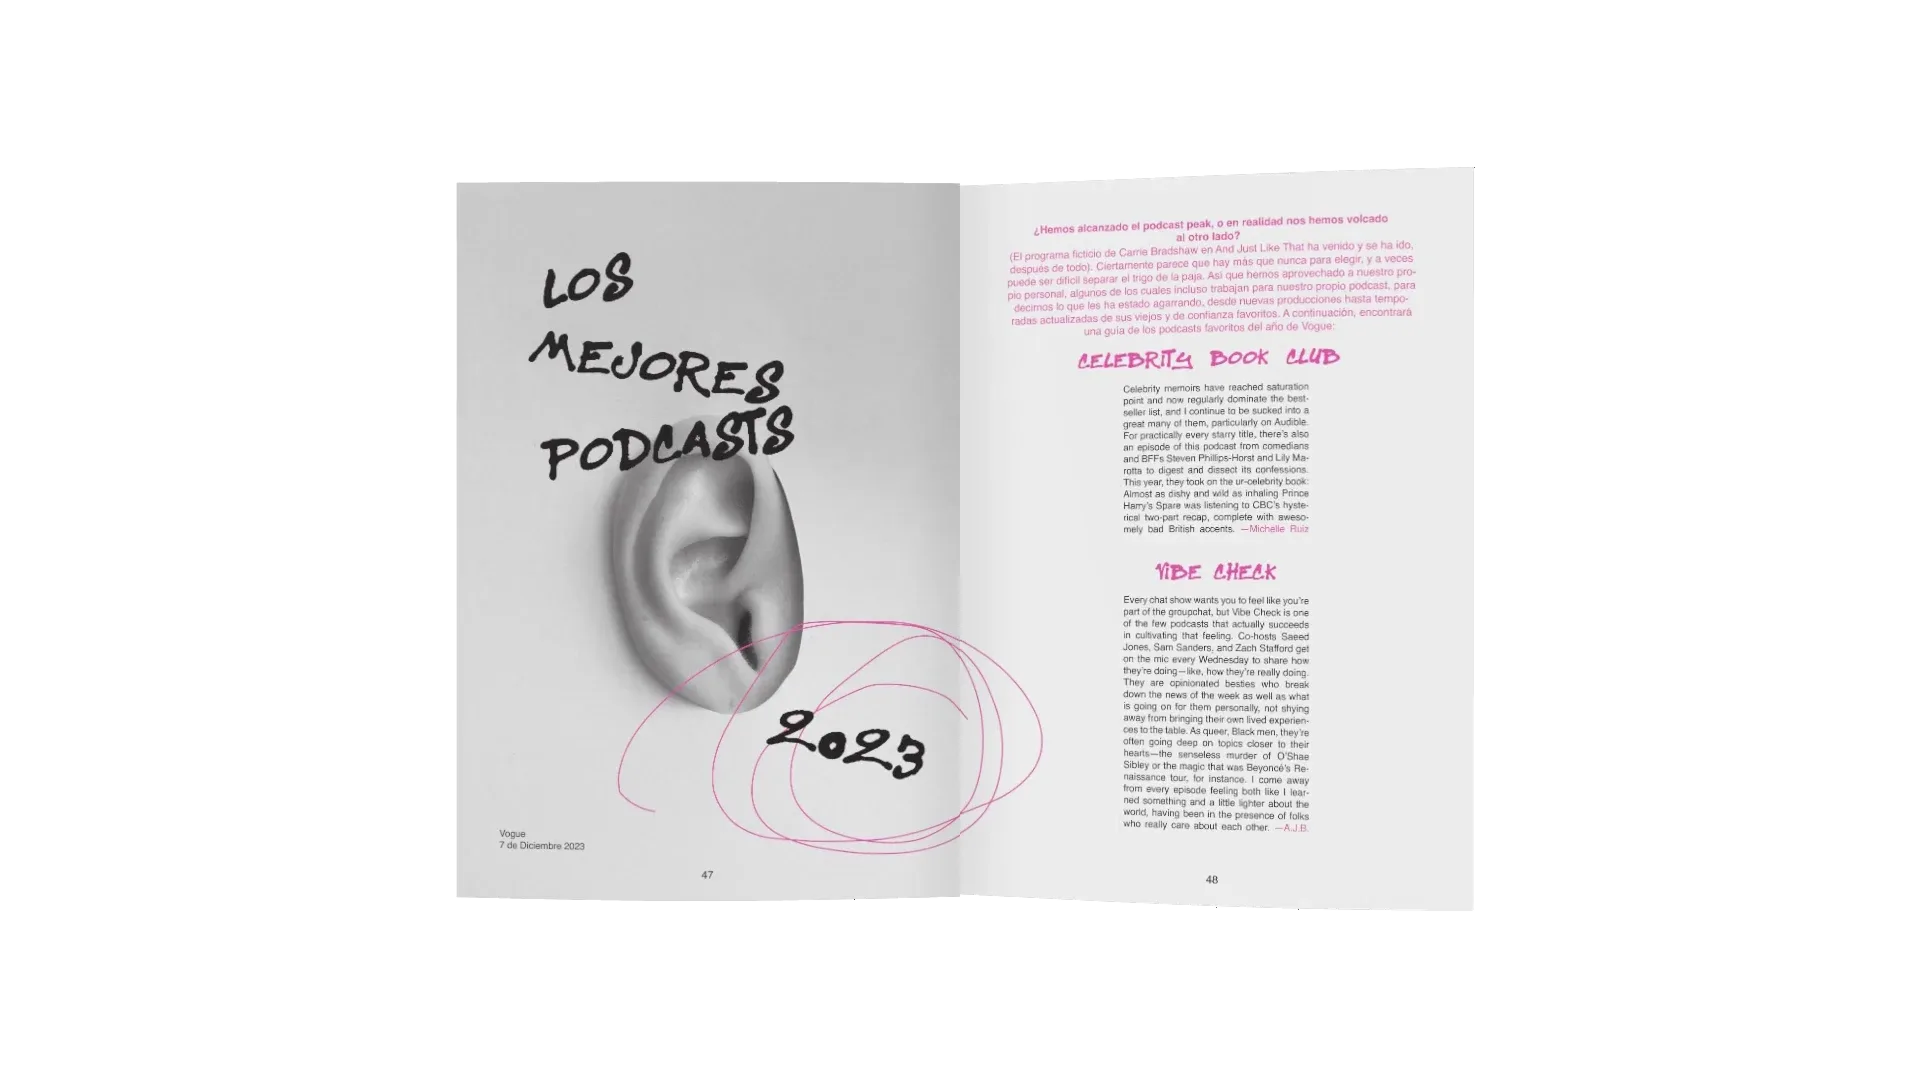 LOS
MEJORES
PODCASTS
2023
Vogue
7 de Diciembre 2023
47
¿Hemos alcanzado el podcast peak, o en realidad nos hemos volcado
al otro lado?
(El programa ficticio de Carrie Bradshaw en And Just Like That ha venido y se ha ido,
después de todo). Ciertamente parece que hay más que nunca para elegir, y a veces
puede ser difícil separar el trigo de la paja. Así que hemos aprovechado a nuestro pro-
pio personal, algunos de los cuales incluso trabajan para nuestro propio podcast, para
decirnos lo que les ha estado agarrando, desde nuevas producciones hasta tempo-
radas actualizadas de sus viejos y de confianza favoritos. A continuación, encontrará
una guía de los podcasts favoritos del año de Vogue:
CELEBRITY BOOK CLUB
Celebrity memoirs have reached saturation
point and now regularly dominate the best-
seller list, and I continue to be sucked into a
great many of them, particularly on Audible.
For practically every starry title, there's also
an episode of this podcast from comedians
and BFFs Steven Phillips-Horst and Lily Ma-
rotta to digest and dissect its confessions.
This year, they took on the ur-celebrity book:
Almost as dishy and wild as inhaling Prince
Harry's Spare was listening to CBC's hyste-
rical two-part recap, complete with aweso-
mely bad British accents. —Michelle Ruiz
VIBE CHECK
Every chat show wants you to feel like you're
part of the groupchat, but Vibe Check is one
of the few podcasts that actually succeeds
in cultivating that feeling. Co-hosts Saeed
Jones, Sam Sanders, and Zach Stafford get
on the mic every Wednesday to share how
they're doing—like, how they're really doing.
They are opinionated besties who break
down the news of the week as well as what
is going on for them personally, not shying
away from bringing their own lived experien-
ces to the table. As queer, Black men, they're
often going deep on topics closer to their
hearts—the senseless murder of O'Shae
Sibley or the magic that was Beyoncé's Re-
naissance tour, for instance. I come away
from every episode feeling both like I lear-
ned something and a little lighter about the
world, having been in the presence of folks
who really care about each other. —A.J.B.
48